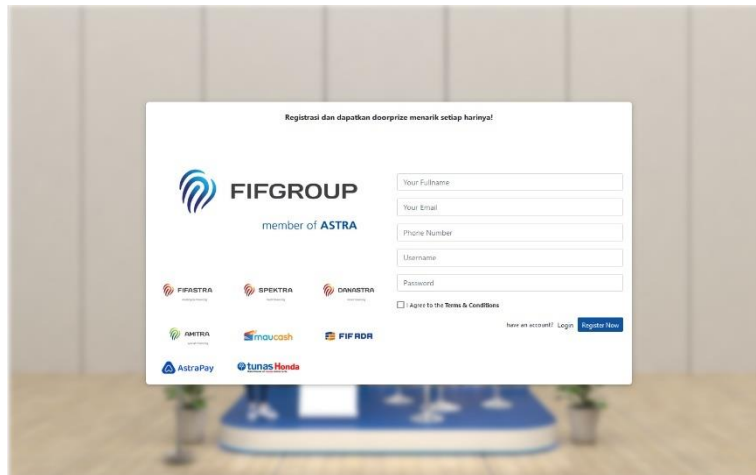 Registrasi dan dapatkan doorprize menarik setiap harinya!
FIFGROUP
member of ASTRA
FIFASTRA
SPEKTRA
DANASTRA
AMITRA
maucash
FIFADA
AstraPay
tunas Honda
Your Fullname
Your Email
Phone Number
Username
Password
I Agree to the Terms & Conditions
have an account? Login Register Now